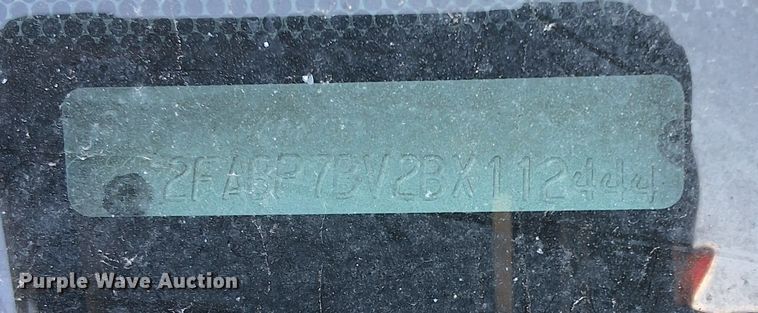 2FABP7BV2BX112444
Purple Wave Auction